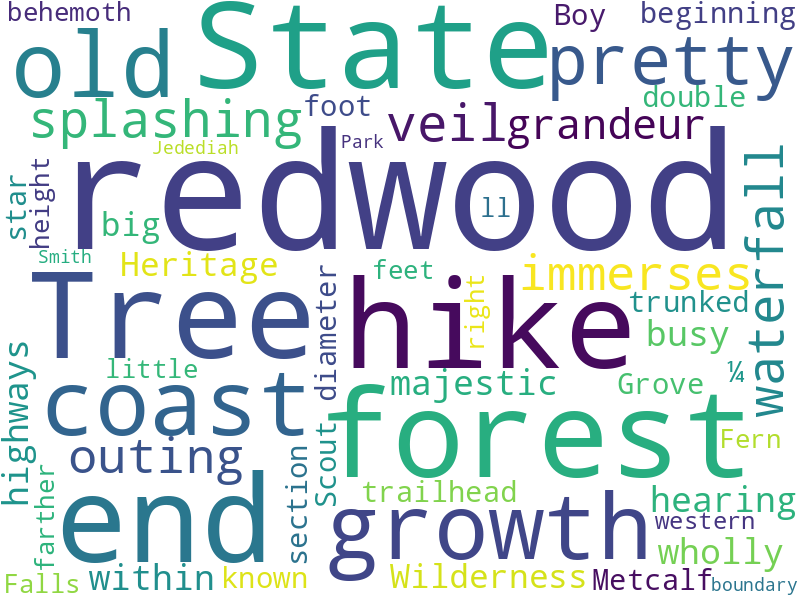 behemoth
State
Boy
beginning
old
pretty
double
splashing
foot
veil
grandeur
Jedediah
Park
redwood
waterfall
star
height
ll
big
Smith
Heritage
feet
immerses
Tree
diameter
hike
right
trunked
busy
highways
little
¼
coast
majestic
Grove
forest
outing
Fern
section
Scout
farther
end
trailhead
growth
hearing
western
wholly
Falls
within
known
Wilderness
Metcalf
boundary